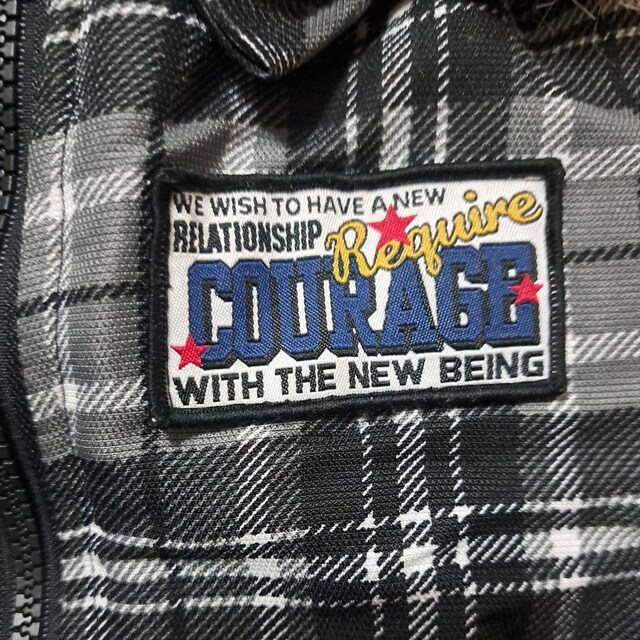 WE WISH TO HAVE A NEW
RELATIONSHIP Require
COURAGE
WITH THE NEW BEING